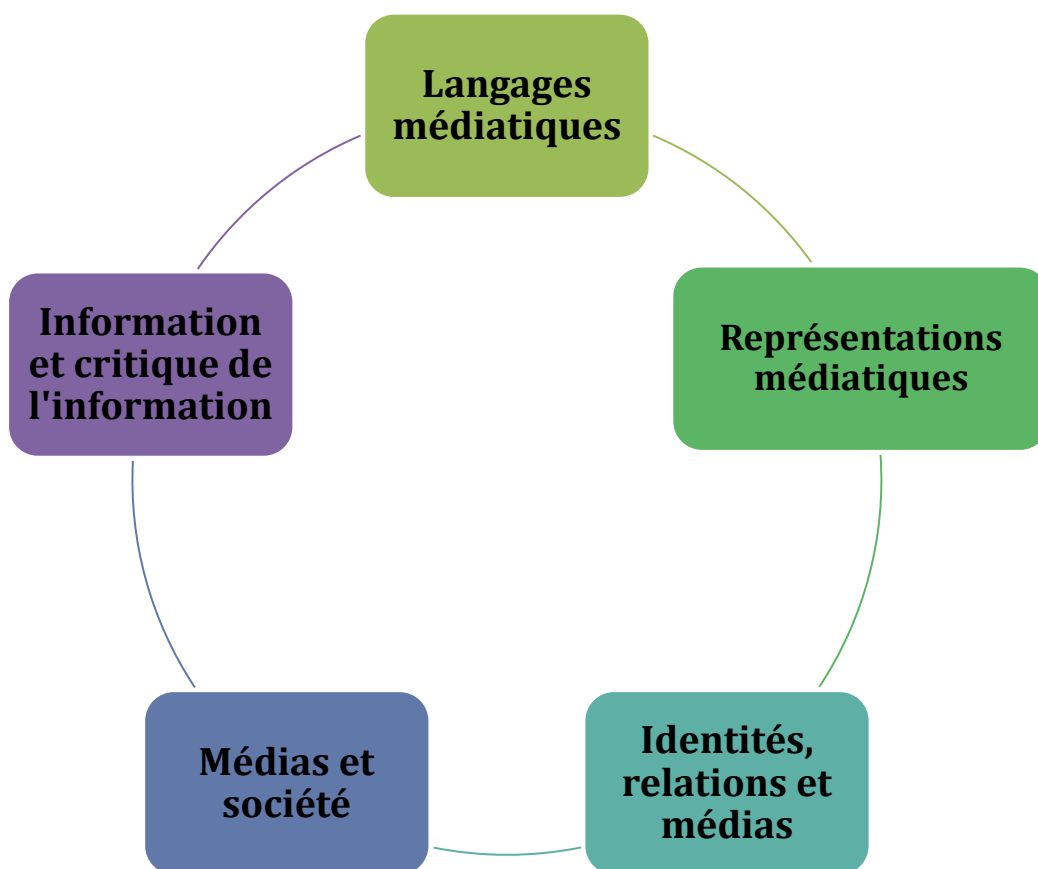 Langages
médiatiques
Représentations
médiatiques
Identités,
relations et
médias
Médias et
société
Information
et critique de
l'information